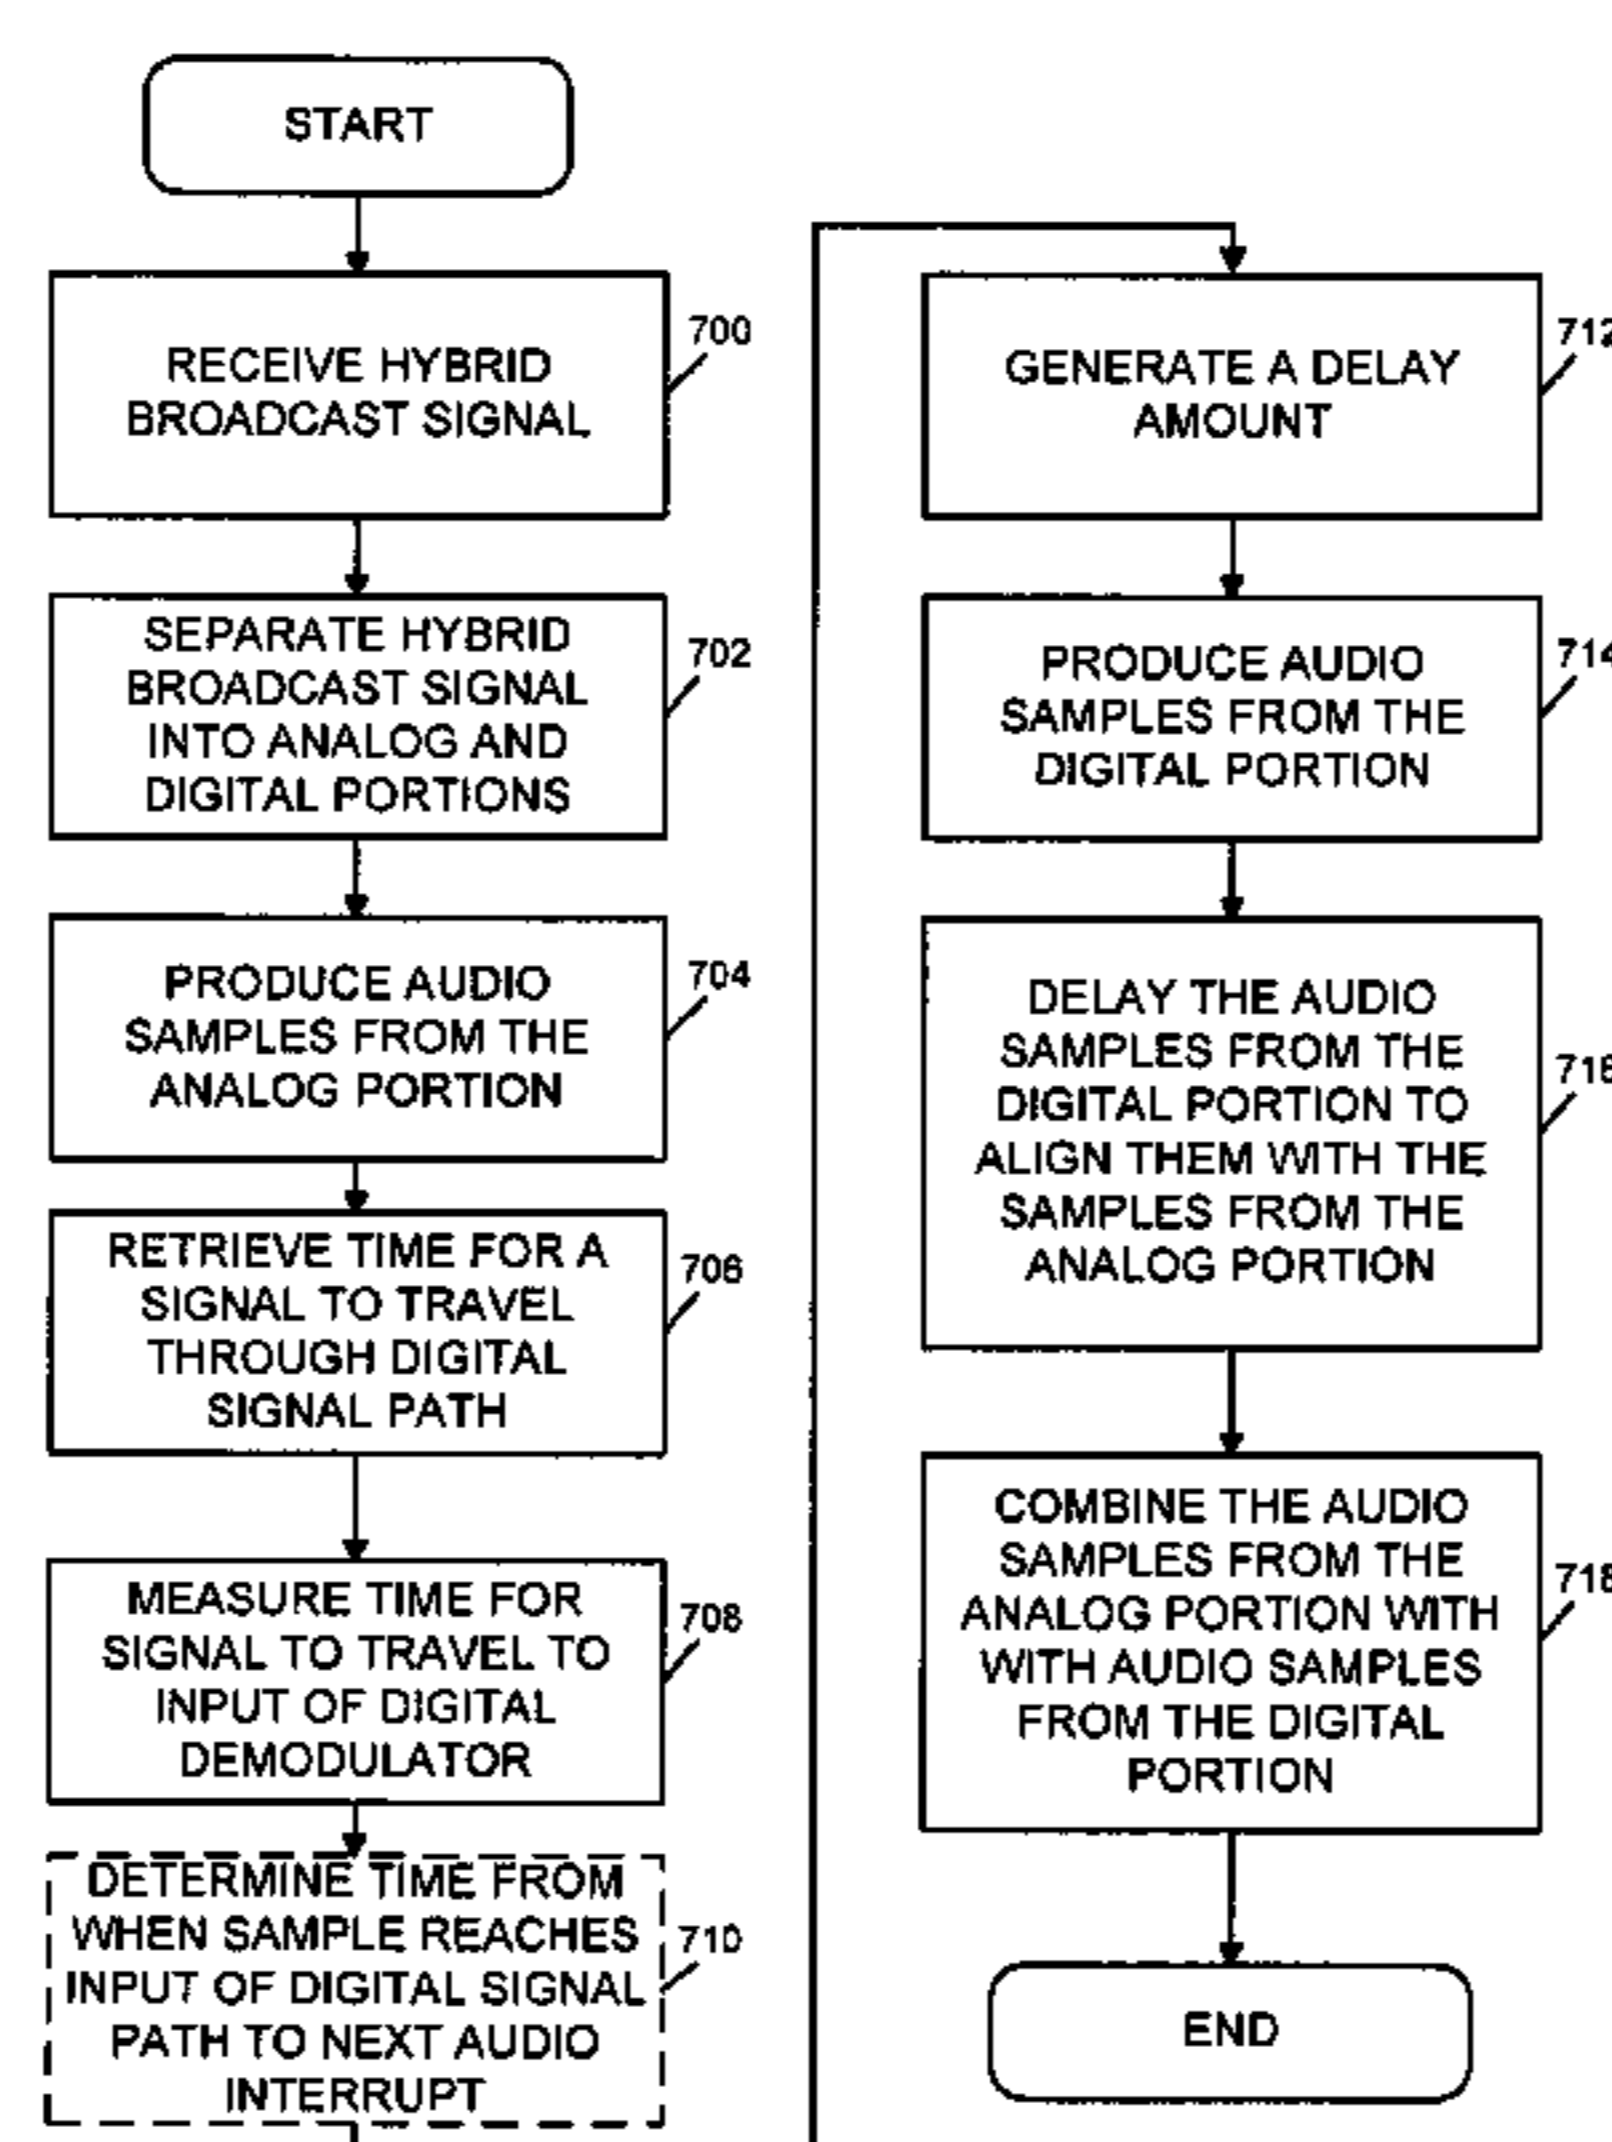 START
RECEIVE HYBRID
BROADCAST SIGNAL
700
SEPARATE HYBRID
BROADCAST SIGNAL
INTO ANALOG AND
DIGITAL PORTIONS
702
PRODUCE AUDIO
SAMPLES FROM THE
ANALOG PORTION
704
RETRIEVE TIME FOR A
SIGNAL TO TRAVEL
THROUGH DIGITAL
SIGNAL PATH
706
MEASURE TIME FOR
SIGNAL TO TRAVEL TO
INPUT OF DIGITAL
DEMODULATOR
708
DETERMINE TIME FROM
WHEN SAMPLE REACHES
INPUT OF DIGITAL SIGNAL
PATH TO NEXT AUDIO
INTERRUPT
710
GENERATE A DELAY
AMOUNT
712
PRODUCE AUDIO
SAMPLES FROM THE
DIGITAL PORTION
714
DELAY THE AUDIO
SAMPLES FROM THE
DIGITAL PORTION TO
ALIGN THEM WITH THE
SAMPLES FROM THE
ANALOG PORTION
716
COMBINE THE AUDIO
SAMPLES FROM THE
ANALOG PORTION WITH
WITH AUDIO SAMPLES
FROM THE DIGITAL
PORTION
718
END